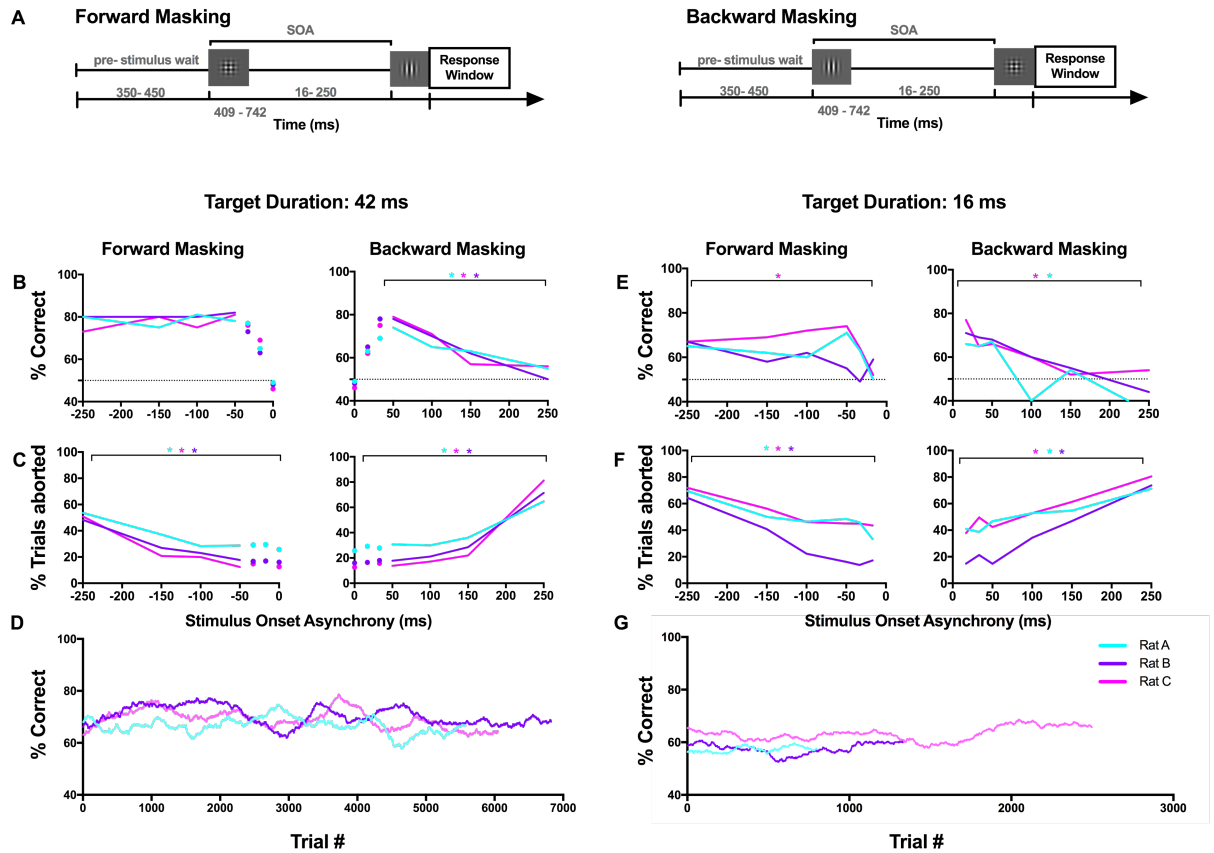 A
Forward Masking
SOA
pre- stimulus wait
Response Window
350- 450
16- 250
409 - 742
Time (ms)
Backward Masking
SOA
pre- stimulus wait
Response Window
350- 450
16- 250
409 - 742
Time (ms)
Target Duration: 42 ms
Target Duration: 16 ms
Forward Masking
Backward Masking
Forward Masking
Backward Masking
B
% Correct
100
80
60
40
-250 -200 -150 -100 -50 0
* * *
100
80
60
40
0 50 100 150 200 250
E
% Correct
*
100
80
60
40
-250 -200 -150 -100 -50 0
* *
100
80
60
40
0 50 100 150 200 250
C
% Trials aborted
* * *
100
80
60
40
20
0
-250 -200 -150 -100 -50 0
* * *
100
80
60
40
20
0
0 50 100 150 200 250
F
% Trials aborted
* * *
100
80
60
40
20
0
-250 -200 -150 -100 -50 0
* * *
100
80
60
40
20
0
0 50 100 150 200 250
Stimulus Onset Asynchrony (ms)
Stimulus Onset Asynchrony (ms)
D
% Correct
100
80
60
40
0 1000 2000 3000 4000 5000 6000 7000
Trial #
G
% Correct
100
80
60
40
0 1000 2000 3000
Rat A
Rat B
Rat C
Trial #